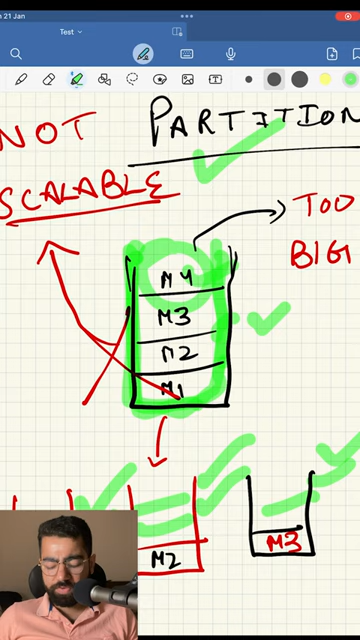 n 21 Jan
Test
PARTITION
NOT
SCALABLE
TOO
BIG
M4
M3
M2
M1
M2
M3